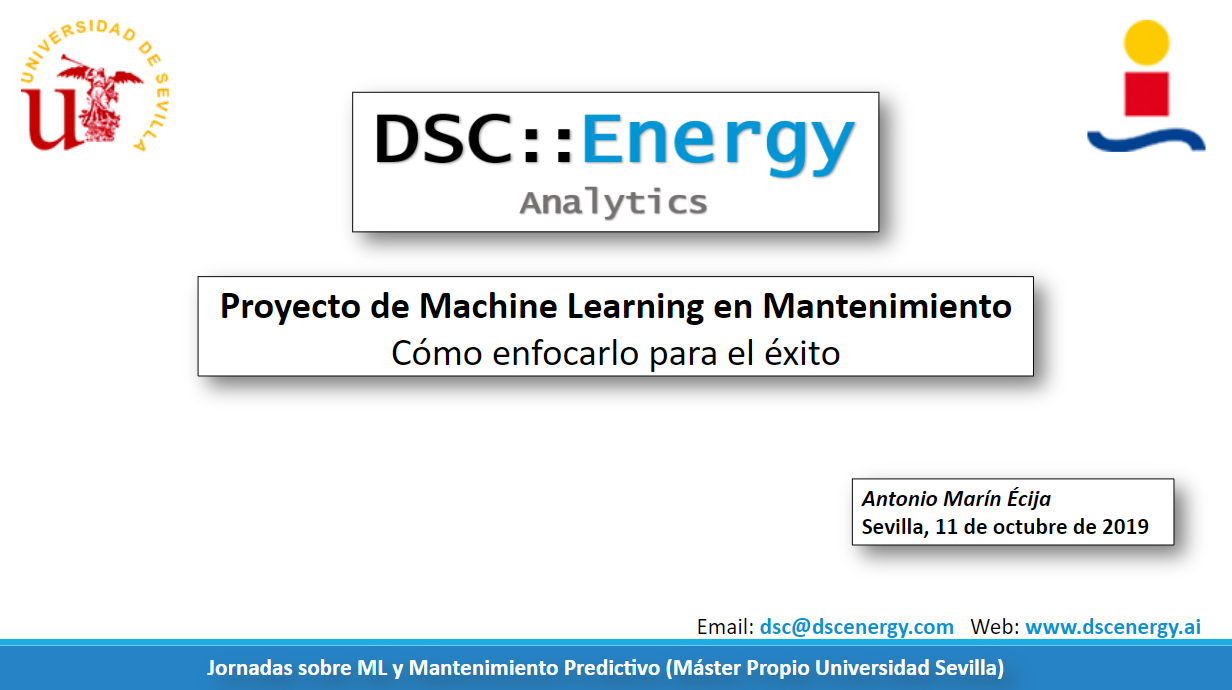 UNIVERSIDAD DE SEVILLA
DSC::Energy
Analytics
Proyecto de Machine Learning en Mantenimiento
Cómo enfocarlo para el éxito
Antonio Marín Écija
Sevilla, 11 de octubre de 2019
Email: dsc@dscenergy.com Web: www.dscenergy.ai
Jornadas sobre ML y Mantenimiento Predictivo (Máster Propio Universidad Sevilla)